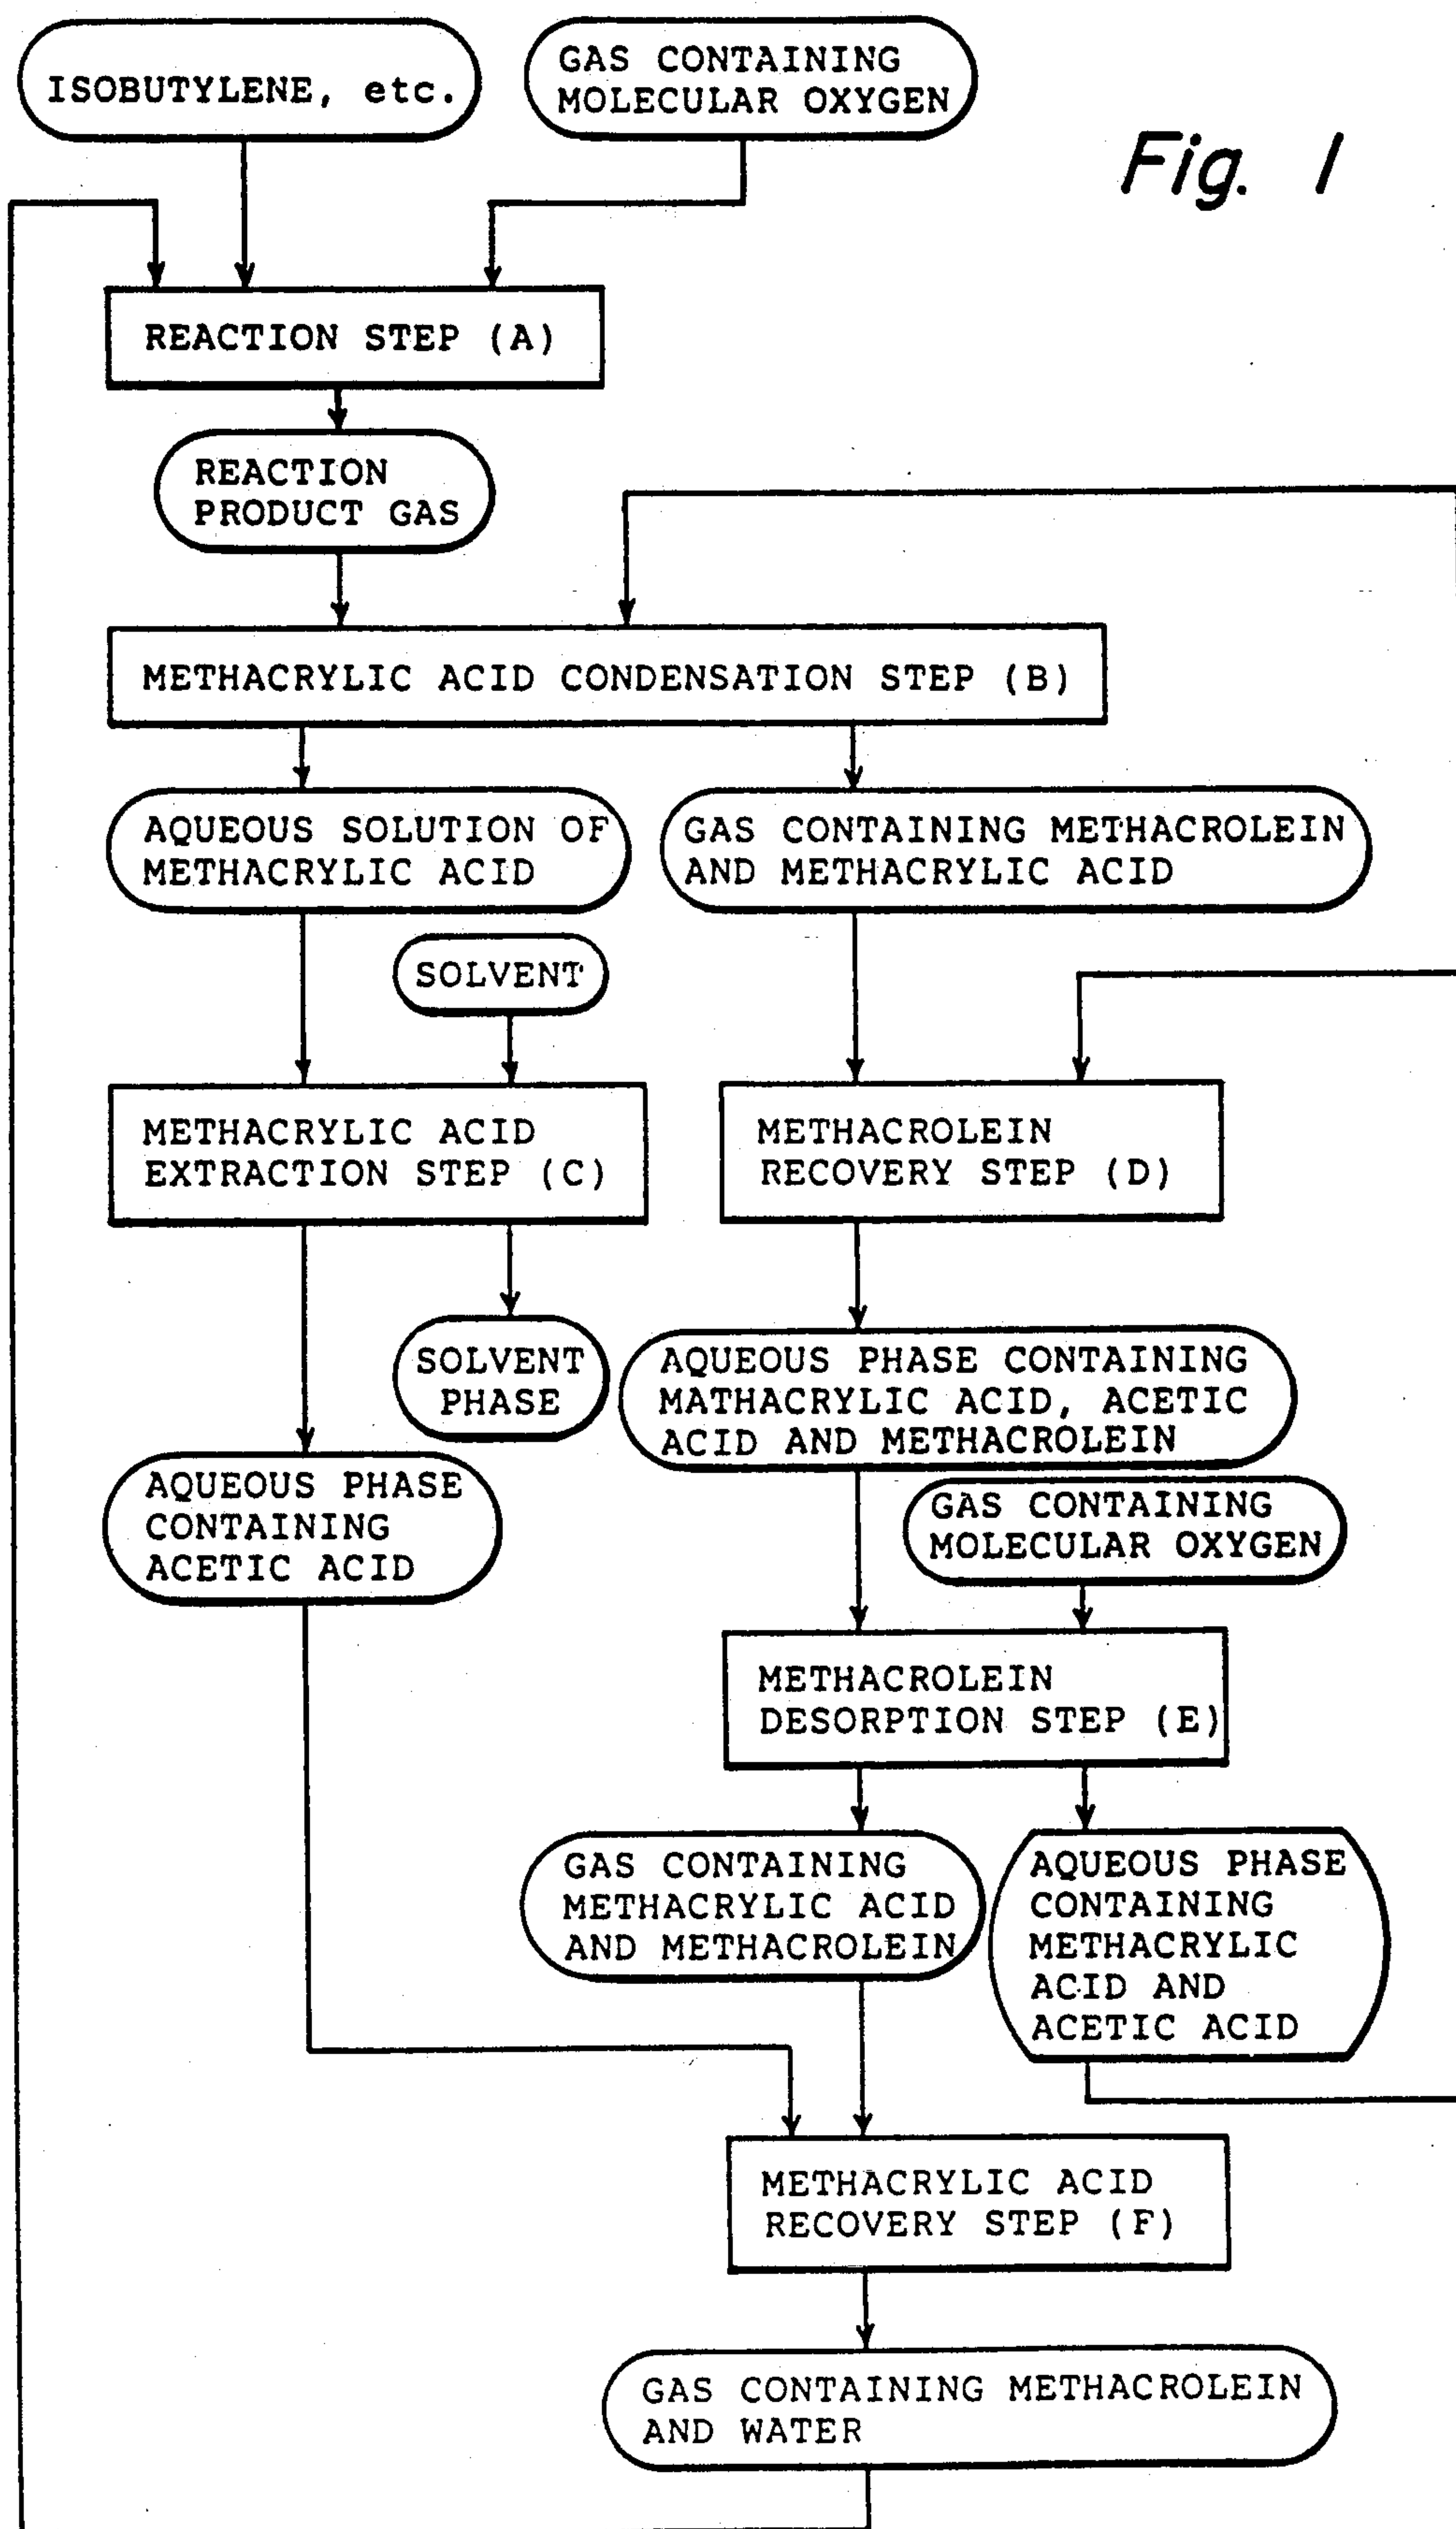 ISOBUTYLENE, etc.
GAS CONTAINING
MOLECULAR OXYGEN
Fig. 1
REACTION STEP (A)
REACTION
PRODUCT GAS
METHACRYLIC ACID CONDENSATION STEP (B)
AQUEOUS SOLUTION OF
METHACRYLIC ACID
GAS CONTAINING METHACROLEIN
AND METHACRYLIC ACID
SOLVENT
METHACRYLIC ACID
EXTRACTION STEP (C)
METHACROLEIN
RECOVERY STEP (D)
SOLVENT
PHASE
AQUEOUS PHASE CONTAINING
MATHACRYLIC ACID, ACETIC
ACID AND METHACROLEIN
AQUEOUS PHASE
CONTAINING
ACETIC ACID
GAS CONTAINING
MOLECULAR OXYGEN
METHACROLEIN
DESORPTION STEP (E)
GAS CONTAINING
METHACRYLIC ACID
AND METHACROLEIN
AQUEOUS PHASE
CONTAINING
METHACRYLIC
ACID AND
ACETIC ACID
METHACRYLIC ACID
RECOVERY STEP (F)
GAS CONTAINING METHACROLEIN
AND WATER